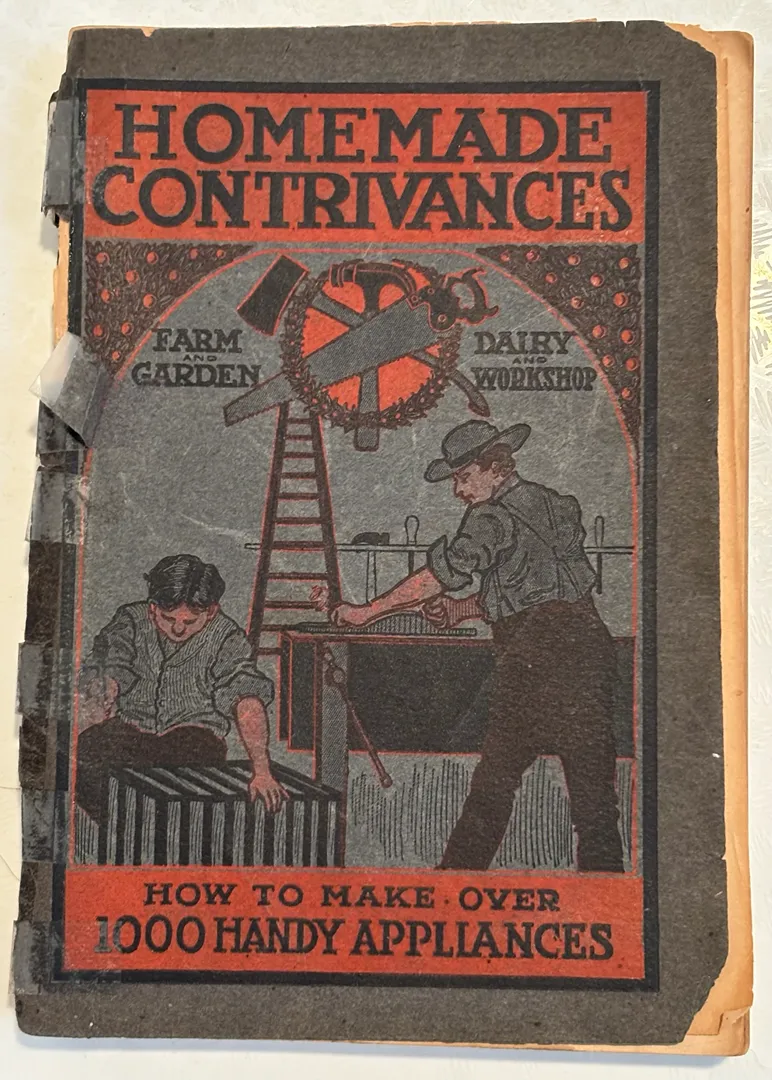 HOMEMADE
CONTRIVANCES
FARM
AND
GARDEN
DAIRY
AND
WORKSHOP
HOW TO MAKE OVER
1000 HANDY APPLIANCES